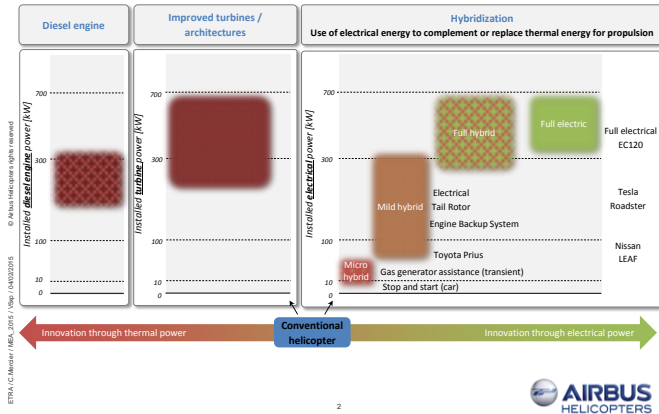 Diesel engine
Improved turbines /
architectures
Hybridization
Use of electrical energy to complement or replace thermal energy for propulsion
Installed diesel engine power [kW]
700
300
100
10
0
Installed turbine power [kW]
700
300
100
10
0
Installed electrical power [kW]
700
300
100
10
0
Full hybrid
Full electric
Full electrical
EC120
Mild hybrid
Electrical
Tail Rotor
Engine Backup System
Tesla
Roadster
Toyota Prius
Nissan
LEAF
Micro
hybrid
Gas generator assistance (transient)
Stop and start (car)
Innovation through thermal power
Conventional
helicopter
Innovation through electrical power
© Airbus Helicopters rights reserved
ETRA / C.Mercier / MEA_2015 / VSep / 04/02/2015
2
AIRBUS
HELICOPTERS